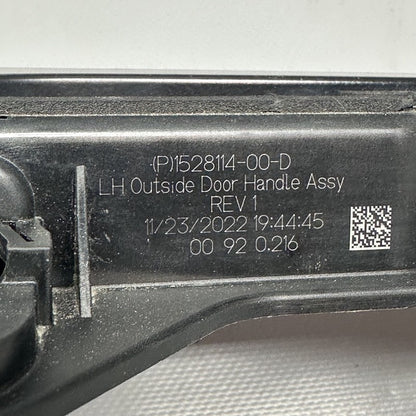 (P)1528114-00-D
LH Outside Door Handle Assy
REV 1
11/23/2022 19:44:45
00 92 0.216